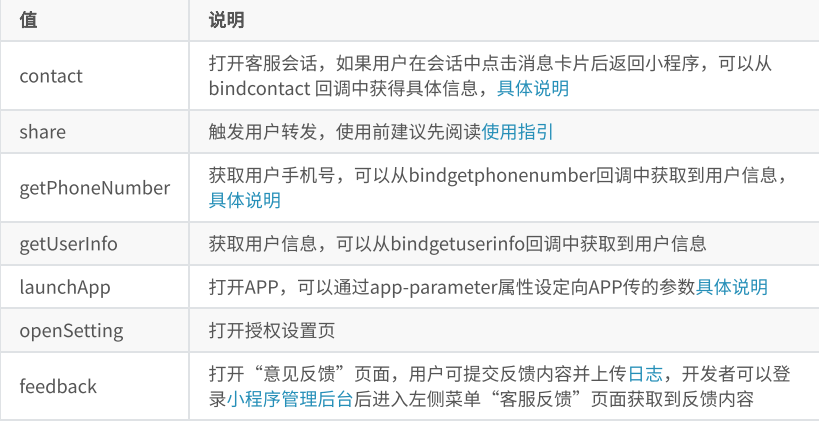 值 说明
contact
打开客服会话，如果用户在会话中点击消息卡片后返回小程序，可以从
bindcontact 回调中获得具体信息，具体说明
share 触发用户转发，使用前建议先阅读使用指引
getPhoneNumber
获取用户手机号，可以从bindgetphonenumber回调中获取到用户信息，
具体说明
getUserInfo 获取用户信息，可以从bindgetuserinfo回调中获取到用户信息
launchApp 打开APP，可以通过app-parameter属性设定向APP传的参数具体说明
openSetting 打开授权设置页
feedback
打开“意见反馈”页面，用户可提交反馈内容并上传日志，开发者可以登
录小程序管理后台后进入左侧菜单“客服反馈”页面获取到反馈内容